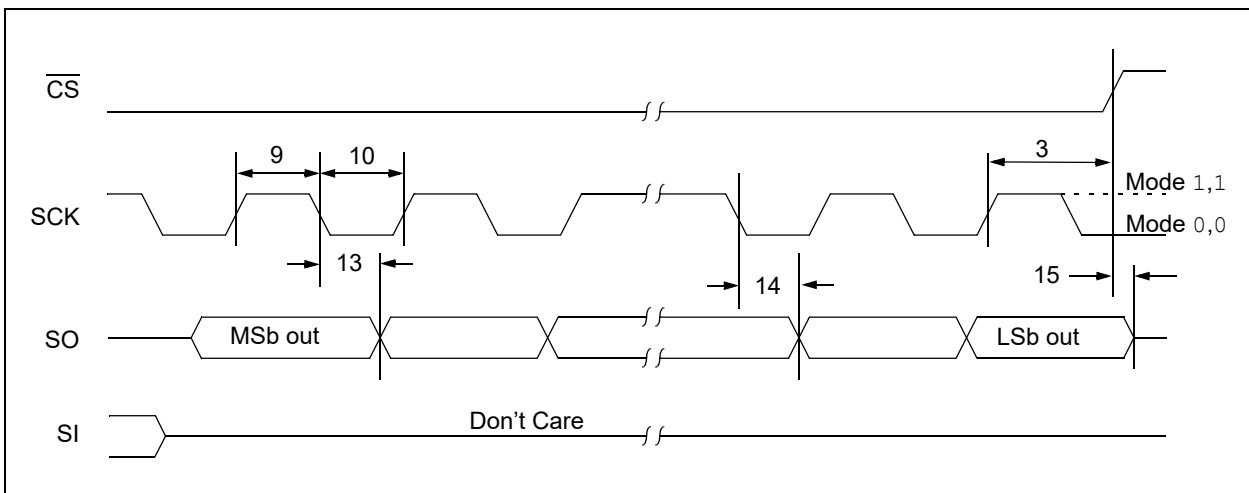 CS
9
10
3
SCK
Mode 1,1
Mode 0,0
13
14
15
SO
MSb out
LSb out
SI
Don't Care